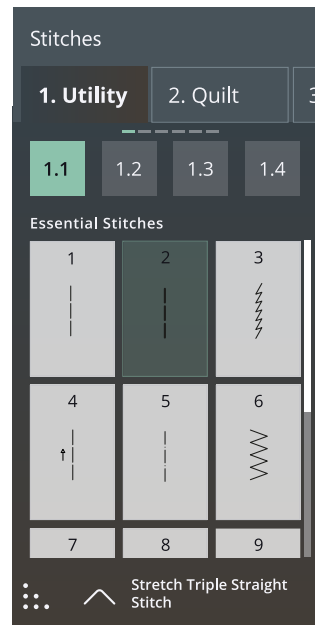 Stitches
1. Utility 2. Quilt 3
1.1 1.2 1.3 1.4
Essential Stitches
1 2 3
4 5 6
7 8 9
Stretch Triple Straight
Stitch